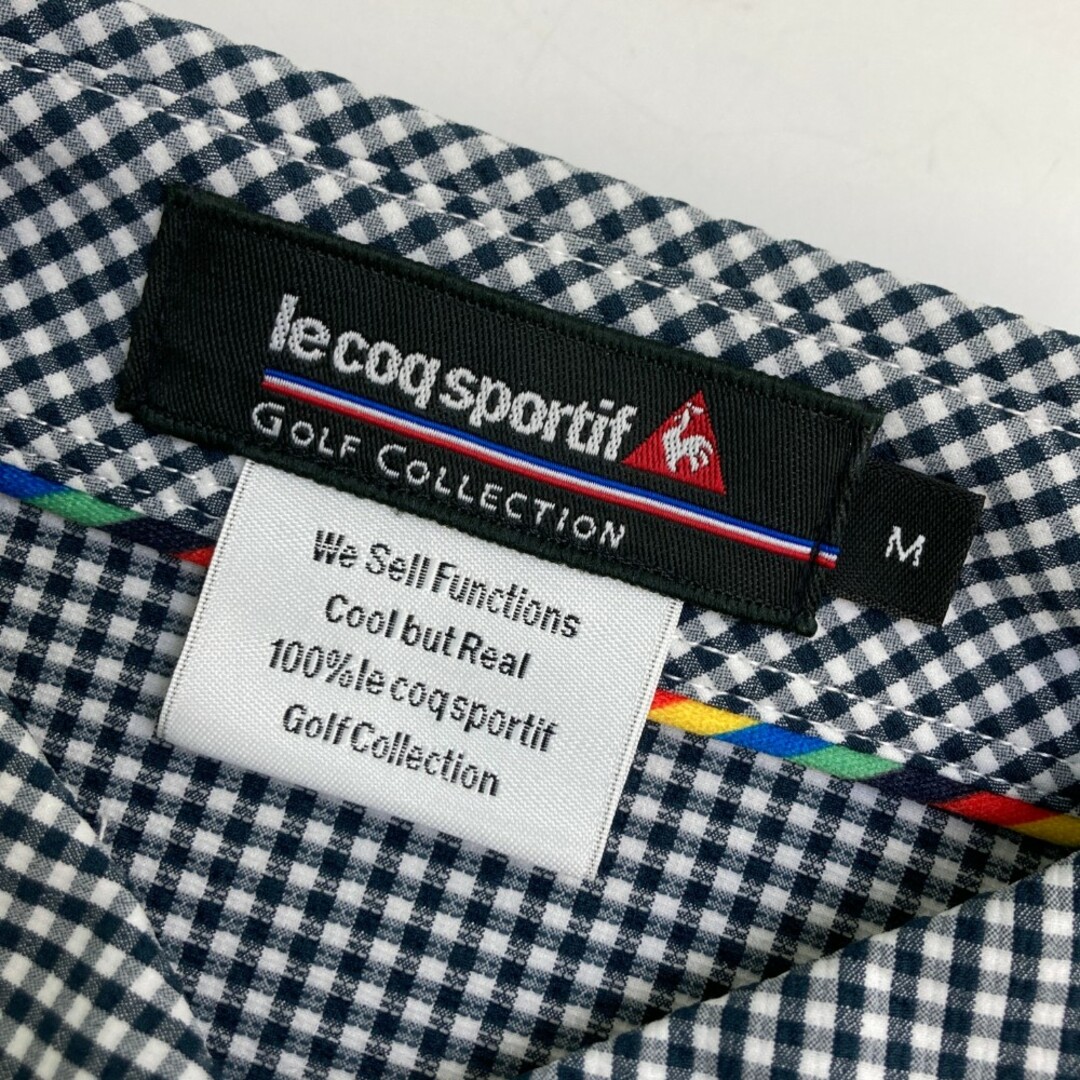 le coq sportif
GOLF COLLECTION
M
We Sell Functions
Cool but Real
100% le coq sportif
Golf Collection